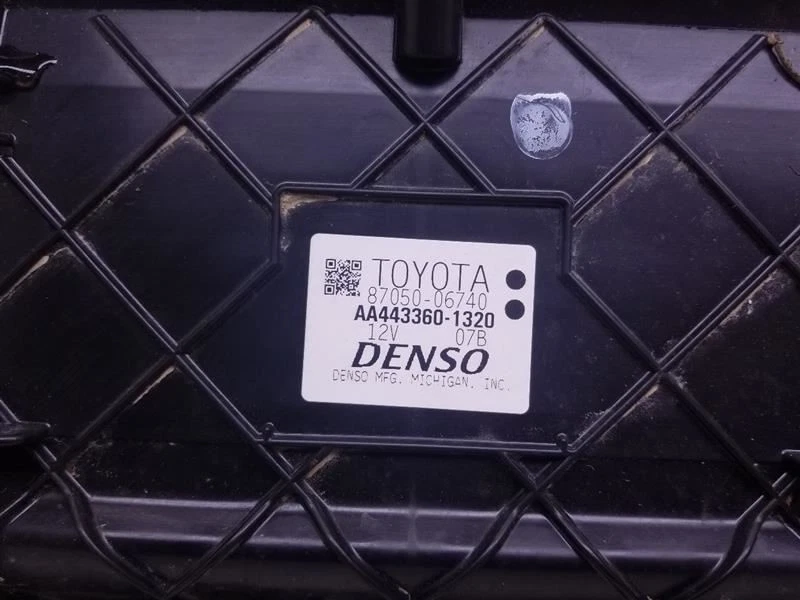 TOYOTA
87050-06740
AA443360-1320
12V 07B
DENSO
DENSO MFG. MICHIGAN, INC.